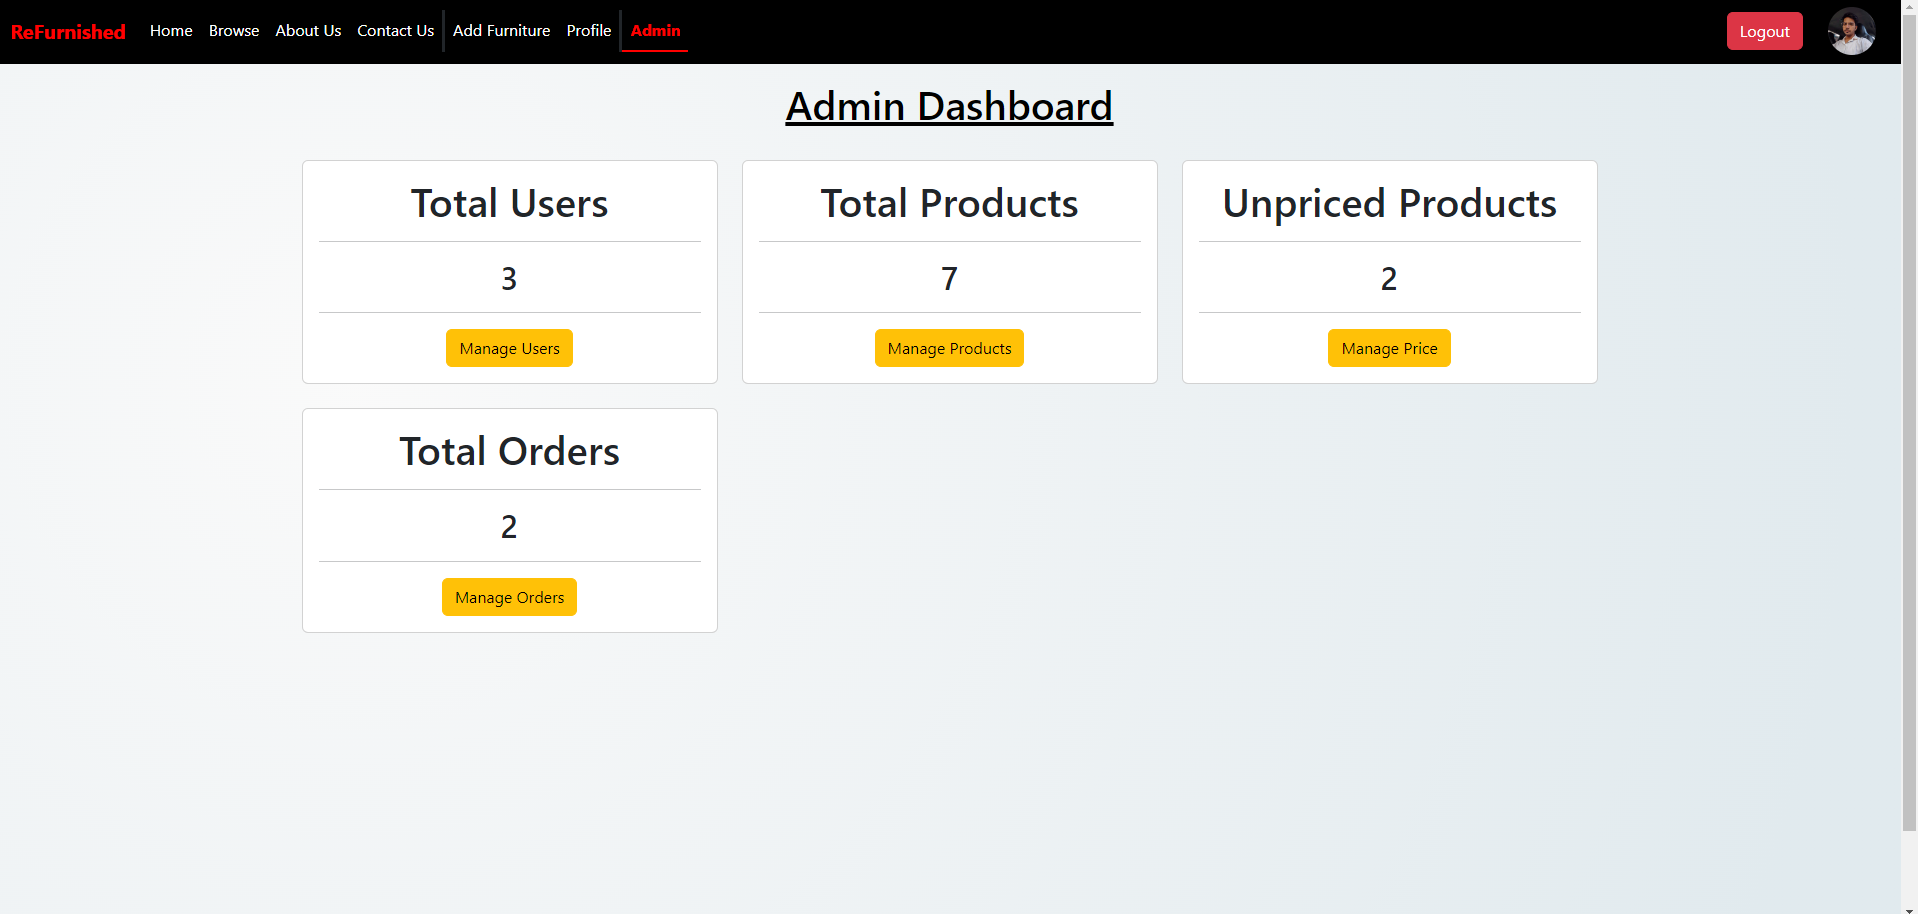 ReFurnished Home Browse About Us Contact Us Add Furniture Profile Admin Logout
Admin Dashboard
Total Users
3
Manage Users
Total Products
7
Manage Products
Unpriced Products
2
Manage Price
Total Orders
2
Manage Orders